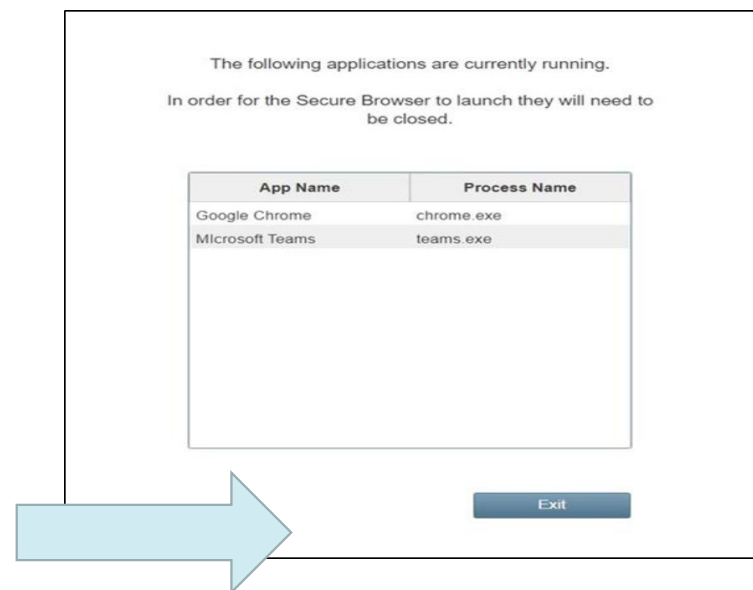 The following applications are currently running.
In order for the Secure Browser to launch they will need to
be closed.
App Name Process Name
Google Chrome chrome.exe
MIcrosoft Teams teams.exe
Exit